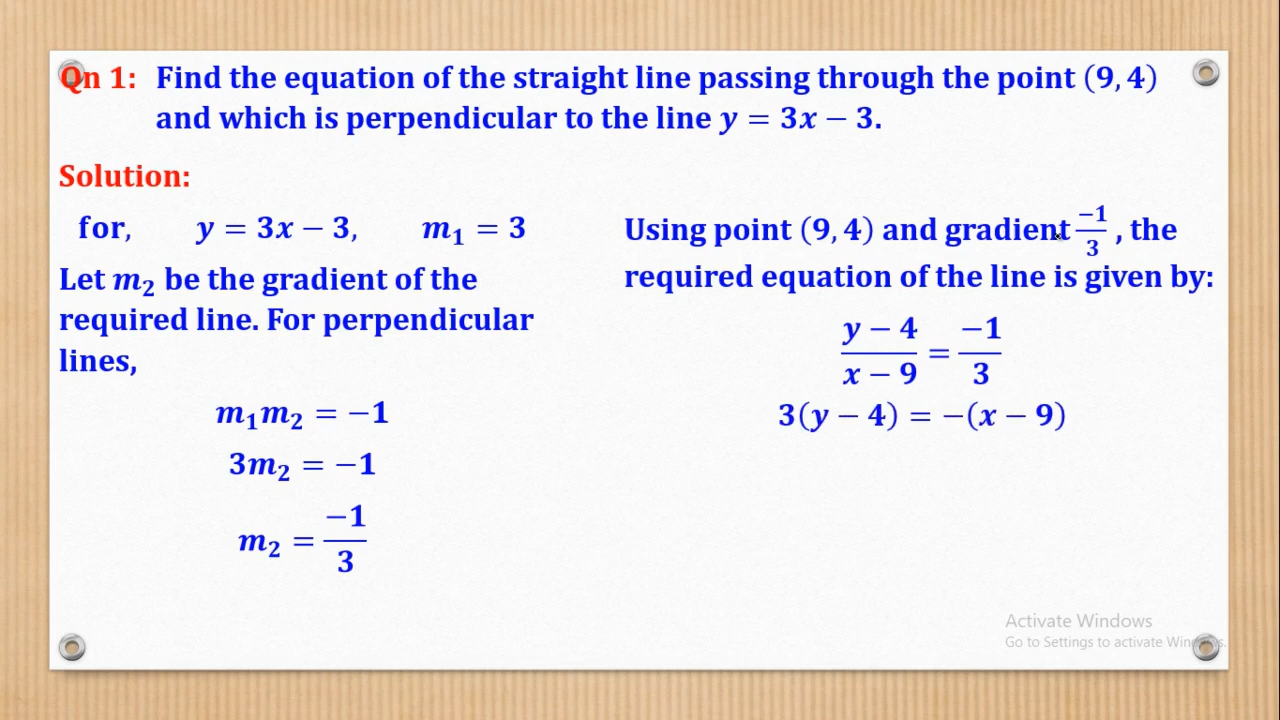 Qn 1: Find the equation of the straight line passing through the point (9, 4)
and which is perpendicular to the line y = 3x − 3.
Solution:
for, y = 3x − 3, m₁ = 3
Let m₂ be the gradient of the
required line. For perpendicular
lines,
m₁m₂ = −1
3m₂ = −1
m₂ = −1/3
Using point (9, 4) and gradient −1/3 , the
required equation of the line is given by:
(y − 4)/(x − 9) = −1/3
3(y − 4) = −(x − 9)
Activate Windows
Go to Settings to activate Windows.